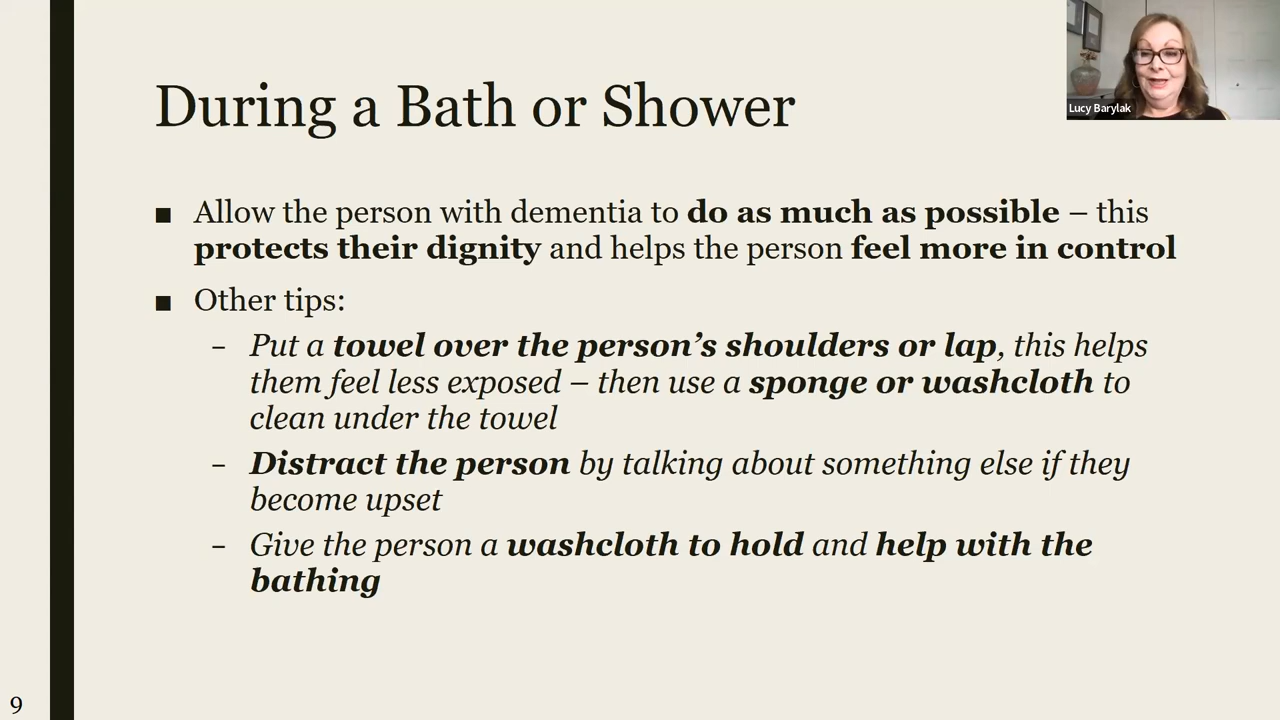 During a Bath or Shower
Lucy Barylak
■ Allow the person with dementia to do as much as possible – this
protects their dignity and helps the person feel more in control
■ Other tips:
– Put a towel over the person’s shoulders or lap, this helps
them feel less exposed – then use a sponge or washcloth to
clean under the towel
– Distract the person by talking about something else if they
become upset
– Give the person a washcloth to hold and help with the
bathing
9